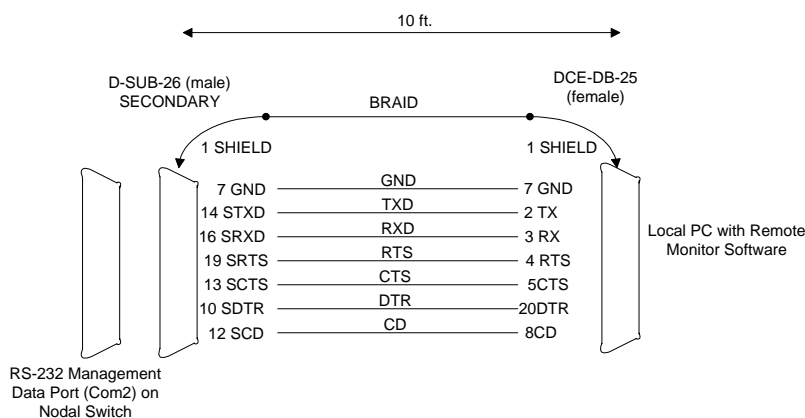 10 ft.
D-SUB-26 (male)
SECONDARY
DCE-DB-25
(female)
BRAID
1 SHIELD
1 SHIELD
7 GND GND 7 GND
14 STXD TXD 2 TX
16 SRXD RXD 3 RX
19 SRTS RTS 4 RTS
13 SCTS CTS 5CTS
10 SDTR DTR 20DTR
12 SCD CD 8CD
Local PC with Remote
Monitor Software
RS-232 Management
Data Port (Com2) on
Nodal Switch